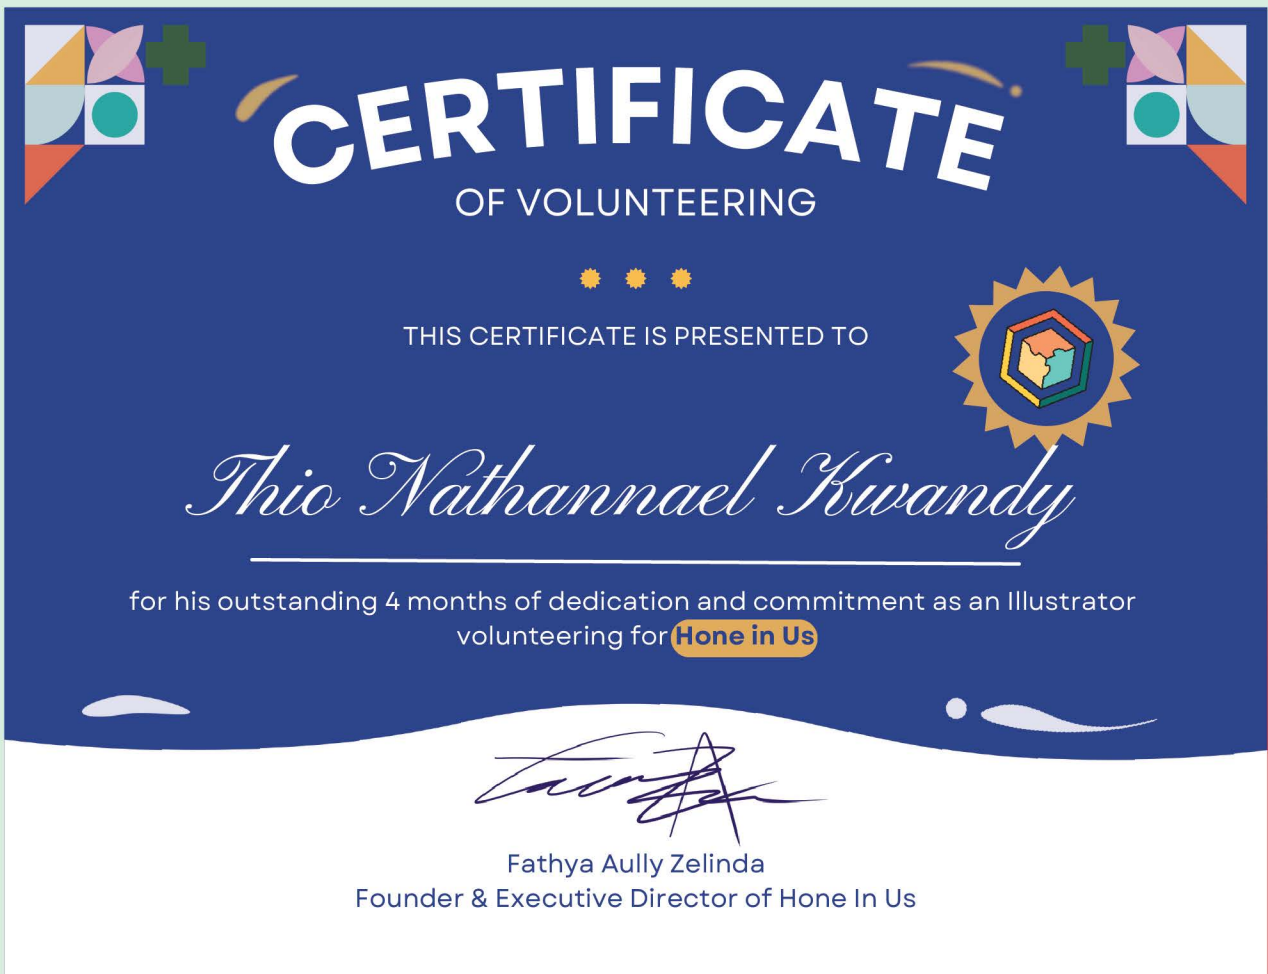 CERTIFICATE
OF VOLUNTEERING
THIS CERTIFICATE IS PRESENTED TO
Thio Nathannael Kwandy
for his outstanding 4 months of dedication and commitment as an Illustrator
volunteering for Hone in Us
Fathya Aully Zelinda
Founder & Executive Director of Hone In Us